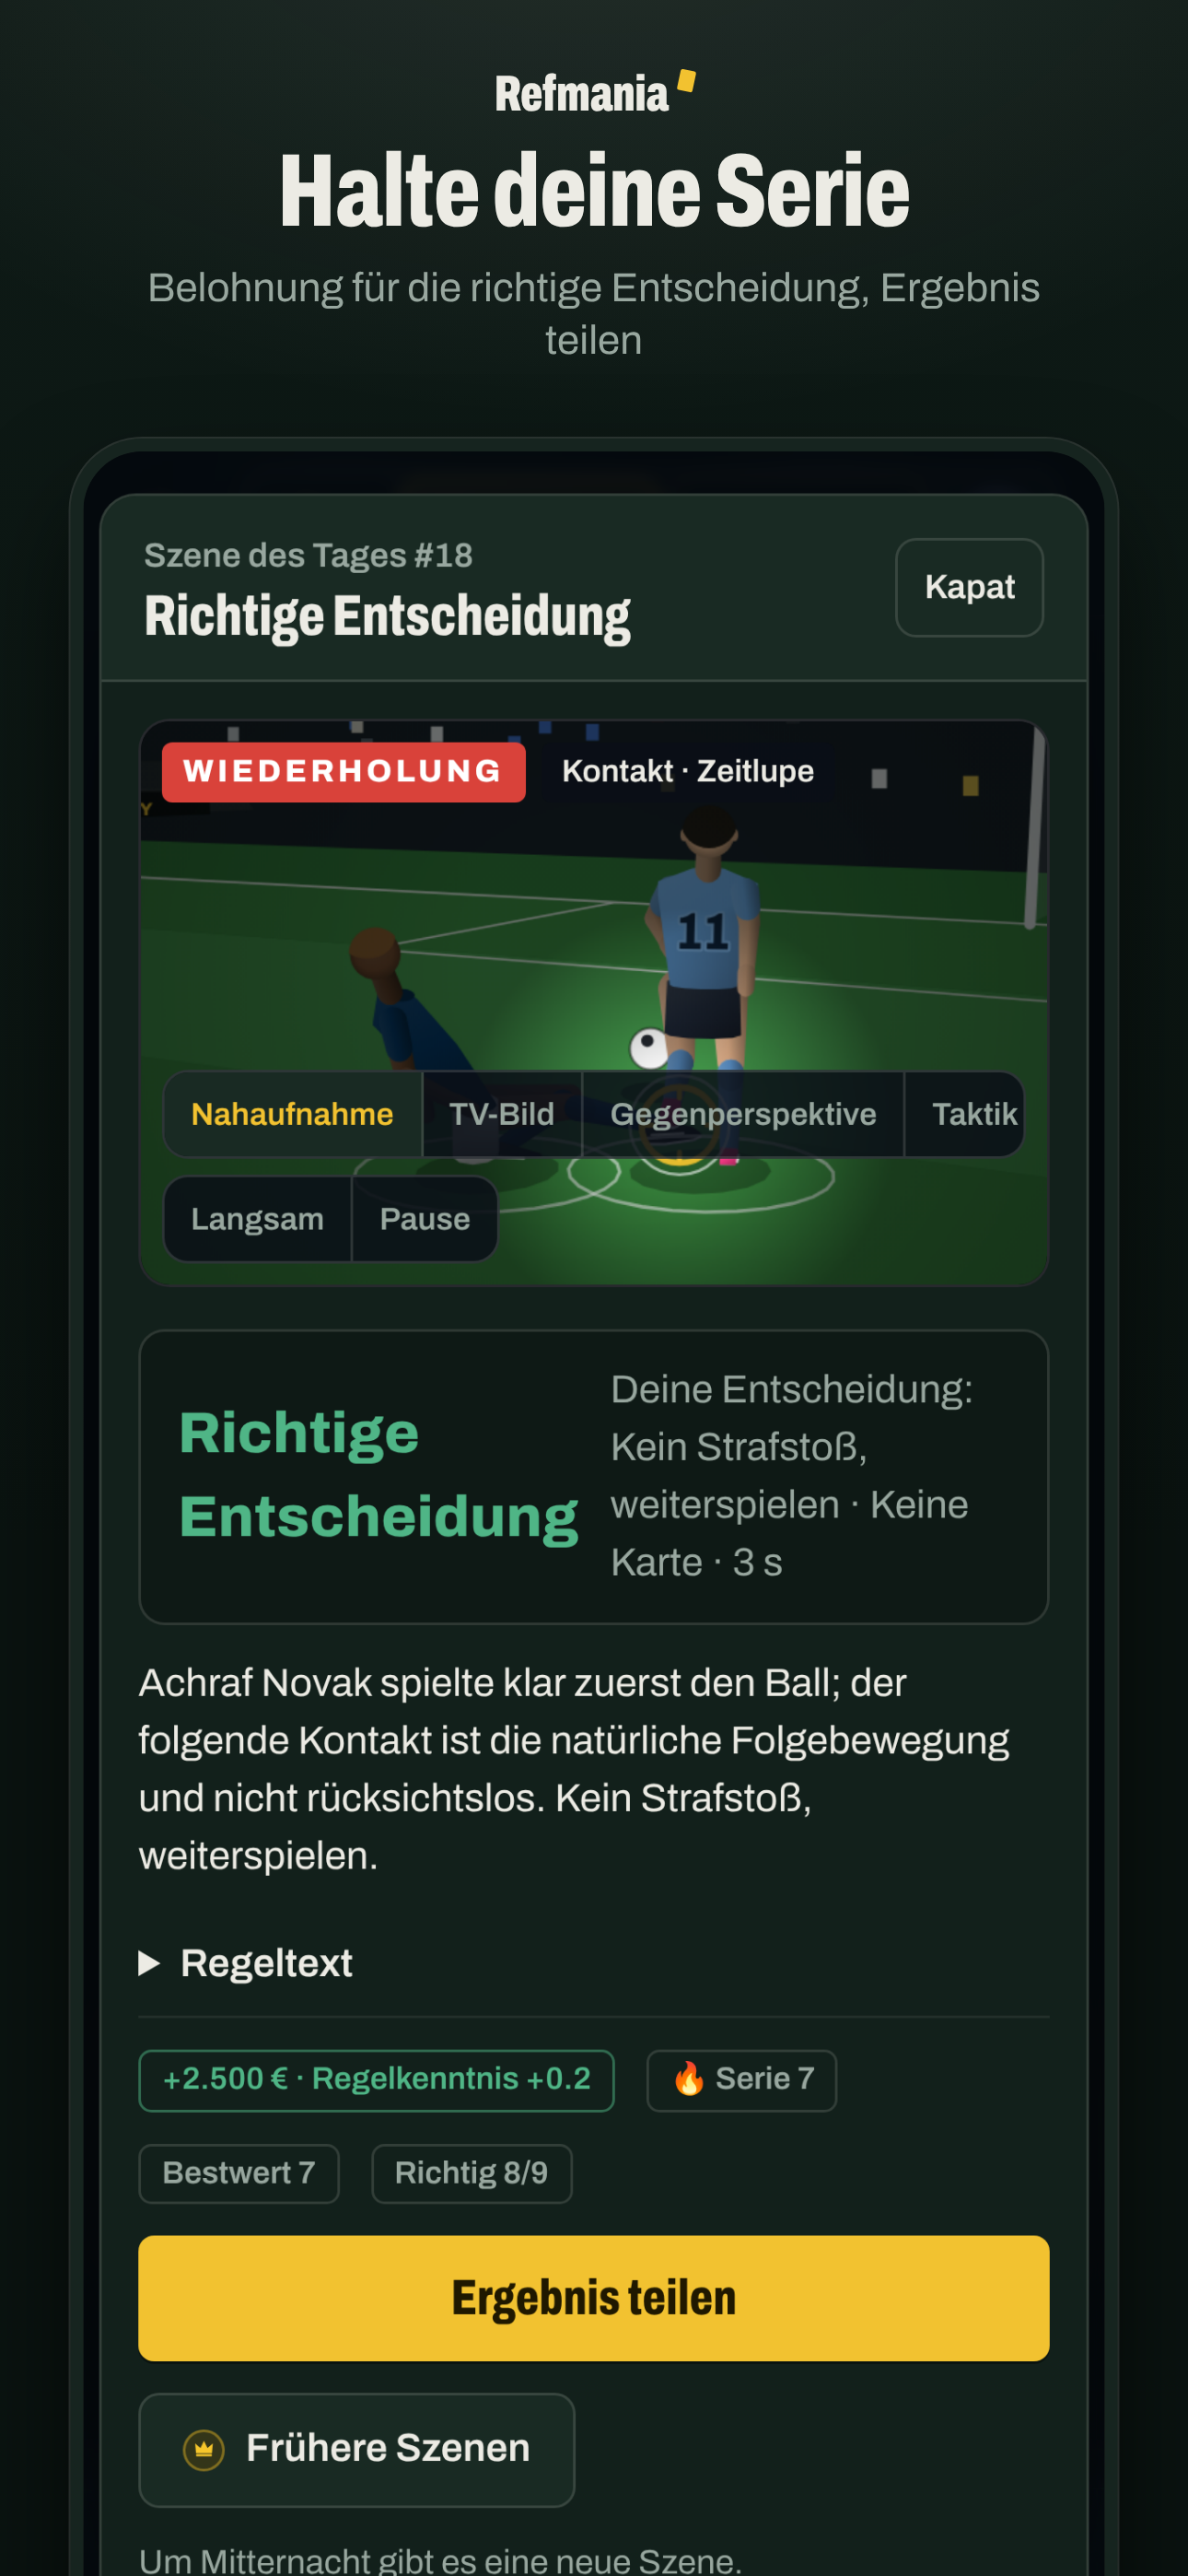 Refmania
Halte deine Serie
Belohnung für die richtige Entscheidung, Ergebnis
teilen
Szene des Tages #18
Richtige Entscheidung
Kapat
WIEDERHOLUNG
Kontakt · Zeitlupe
Y
11
Nahaufnahme
TV-Bild
Gegenperspektive
Taktik
Langsam
Pause
Richtige
Entscheidung
Deine Entscheidung:
Kein Strafstoß,
weiterspielen · Keine
Karte · 3 s
Achraf Novak spielte klar zuerst den Ball; der
folgende Kontakt ist die natürliche Folgebewegung
und nicht rücksichtslos. Kein Strafstoß,
weiterspielen.
Regeltext
+2.500 € · Regelkenntnis +0.2
🔥 Serie 7
Bestwert 7
Richtig 8/9
Ergebnis teilen
Frühere Szenen
Um Mitternacht gibt es eine neue Szene.